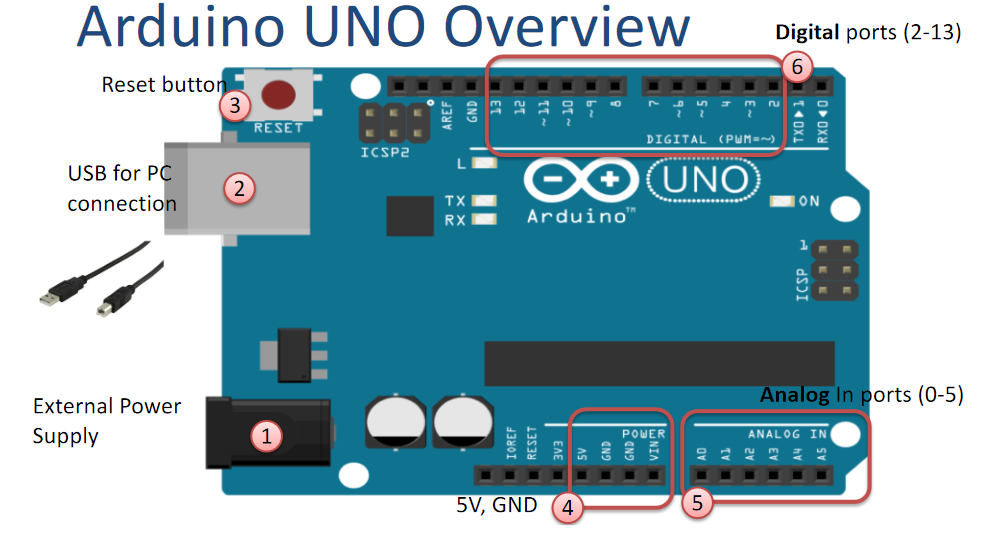 Arduino UNO Overview
Digital ports (2-13)
6
Reset button
3
RESET
ICSP2
AREF
GND
13
12
~11
~10
~9
8
7
~6
~5
4
~3
2
TX0▶1
RX0◀0
DIGITAL (PWM=~)
L
TX
RX
Arduino™
UNO
ON
USB for PC
connection
2
1
ICSP
External Power
Supply
1
Analog In ports (0-5)
IOREF
RESET
3V3
5V
GND
GND
VIN
POWER
ANALOG IN
A0
A1
A2
A3
A4
A5
5V, GND
4
5